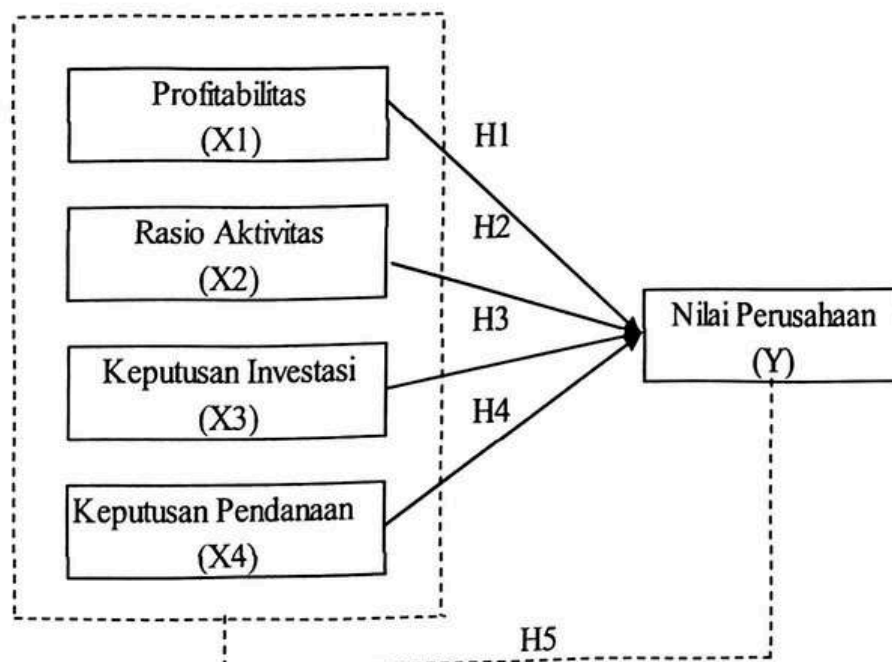 Profitabilitas
(X1)
H1
Rasio Aktivitas
(X2)
H2
H3
Nilai Perusahaan
(Y)
Keputusan Investasi
(X3)
H4
Keputusan Pendanaan
(X4)
H5